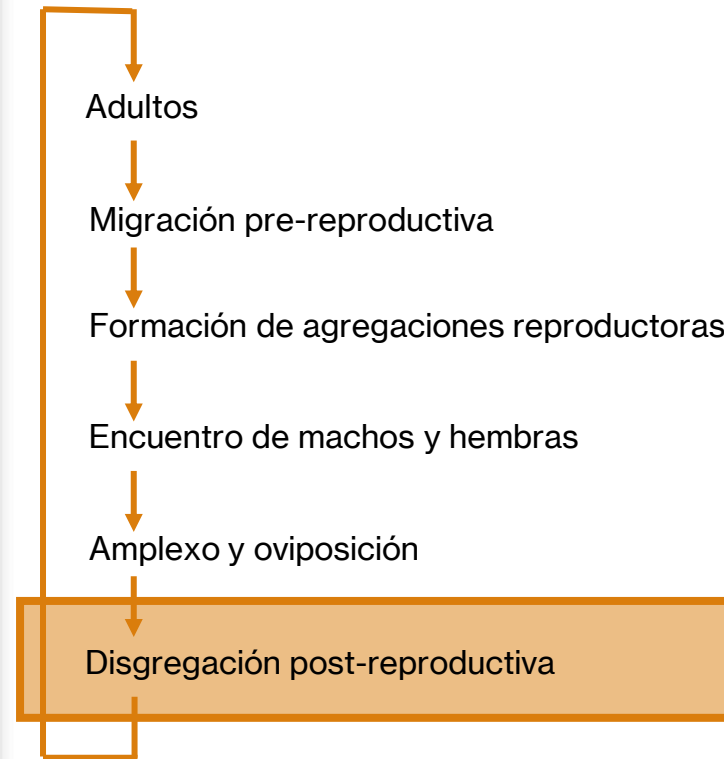 Adultos
Migración pre-reproductiva
Formación de agregaciones reproductoras
Encuentro de machos y hembras
Amplexo y oviposición
Disgregación post-reproductiva